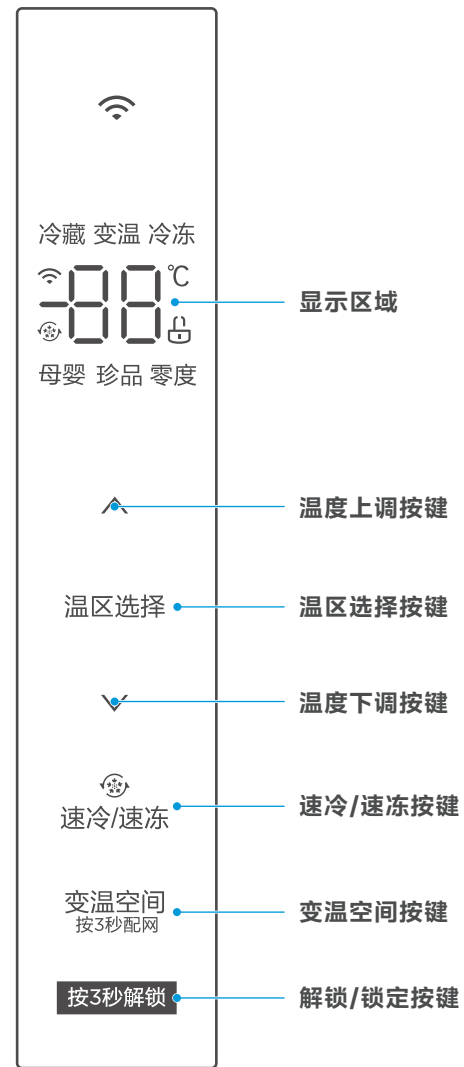 冷藏 变温 冷冻
-88℃
显示区域
母婴 珍品 零度
温度上调按键
温区选择
温区选择按键
温度下调按键
速冷/速冻
速冷/速冻按键
变温空间
按3秒配网
变温空间按键
按3秒解锁
解锁/锁定按键